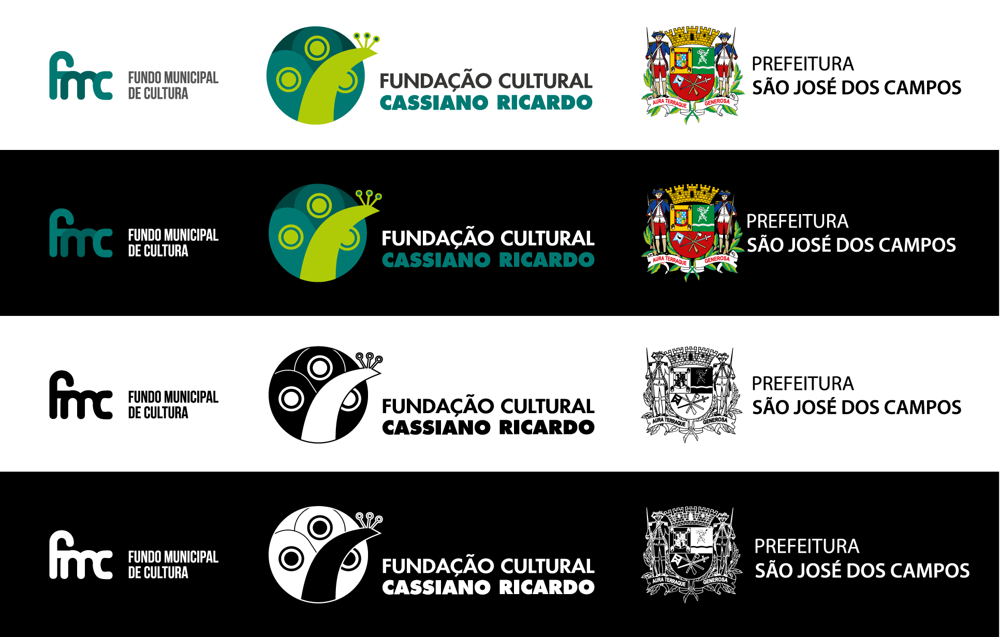 fmc
FUNDO MUNICIPAL
DE CULTURA
FUNDAÇÃO CULTURAL
CASSIANO RICARDO
AURA TERRAQUE GENEROSA
PREFEITURA
SÃO JOSÉ DOS CAMPOS
fmc
FUNDO MUNICIPAL
DE CULTURA
FUNDAÇÃO CULTURAL
CASSIANO RICARDO
AURA TERRAQUE GENEROSA
PREFEITURA
SÃO JOSÉ DOS CAMPOS
fmc
FUNDO MUNICIPAL
DE CULTURA
FUNDAÇÃO CULTURAL
CASSIANO RICARDO
AURA TERRAQUE GENEROSA
PREFEITURA
SÃO JOSÉ DOS CAMPOS
fmc
FUNDO MUNICIPAL
DE CULTURA
FUNDAÇÃO CULTURAL
CASSIANO RICARDO
AURA TERRAQUE GENEROSA
PREFEITURA
SÃO JOSÉ DOS CAMPOS